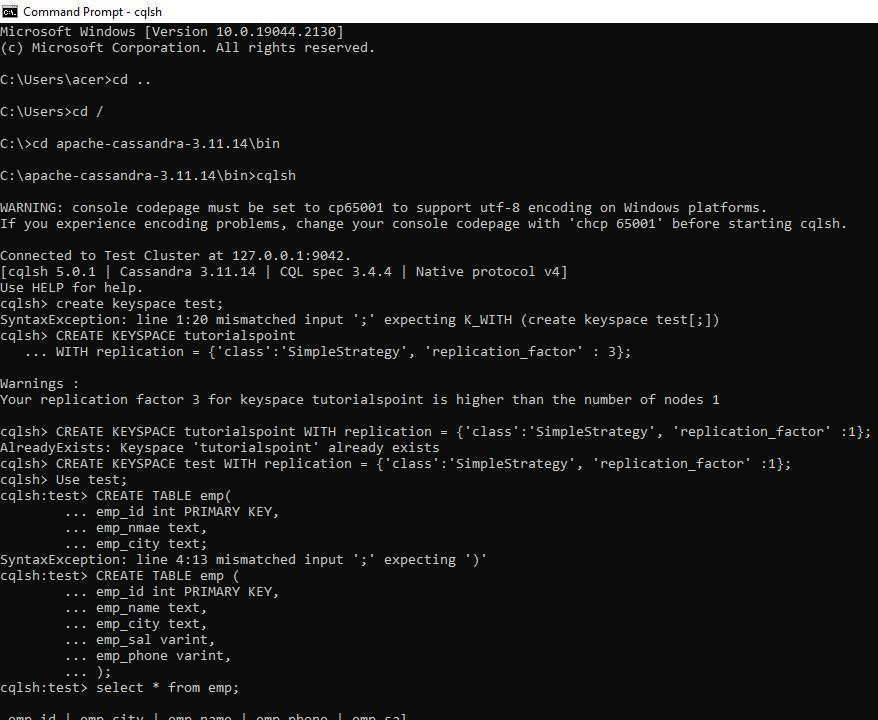 Command Prompt - cqlsh
Microsoft Windows [Version 10.0.19044.2130]
(c) Microsoft Corporation. All rights reserved.
C:\Users\acer>cd ..
C:\Users>cd /
C:\>cd apache-cassandra-3.11.14\bin
C:\apache-cassandra-3.11.14\bin>cqlsh
WARNING: console codepage must be set to cp65001 to support utf-8 encoding on Windows platforms.
If you experience encoding problems, change your console codepage with 'chcp 65001' before starting cqlsh.
Connected to Test Cluster at 127.0.0.1:9042.
[cqlsh 5.0.1 | Cassandra 3.11.14 | CQL spec 3.4.4 | Native protocol v4]
Use HELP for help.
cqlsh> create keyspace test;
SyntaxException: line 1:20 mismatched input ';' expecting K_WITH (create keyspace test[;])
cqlsh> CREATE KEYSPACE tutorialspoint
... WITH replication = {'class':'SimpleStrategy', 'replication_factor' : 3};
Warnings :
Your replication factor 3 for keyspace tutorialspoint is higher than the number of nodes 1
cqlsh> CREATE KEYSPACE tutorialspoint WITH replication = {'class':'SimpleStrategy', 'replication_factor' :1};
AlreadyExists: Keyspace 'tutorialspoint' already exists
cqlsh> CREATE KEYSPACE test WITH replication = {'class':'SimpleStrategy', 'replication_factor' :1};
cqlsh> Use test;
cqlsh:test> CREATE TABLE emp(
... emp_id int PRIMARY KEY,
... emp_nmae text,
... emp_city text;
SyntaxException: line 4:13 mismatched input ';' expecting ')'
cqlsh:test> CREATE TABLE emp (
... emp_id int PRIMARY KEY,
... emp_name text,
... emp_city text,
... emp_sal varint,
... emp_phone varint,
... );
cqlsh:test> select * from emp;
emp_id | emp_city | emp_name | emp_phone | emp_sal